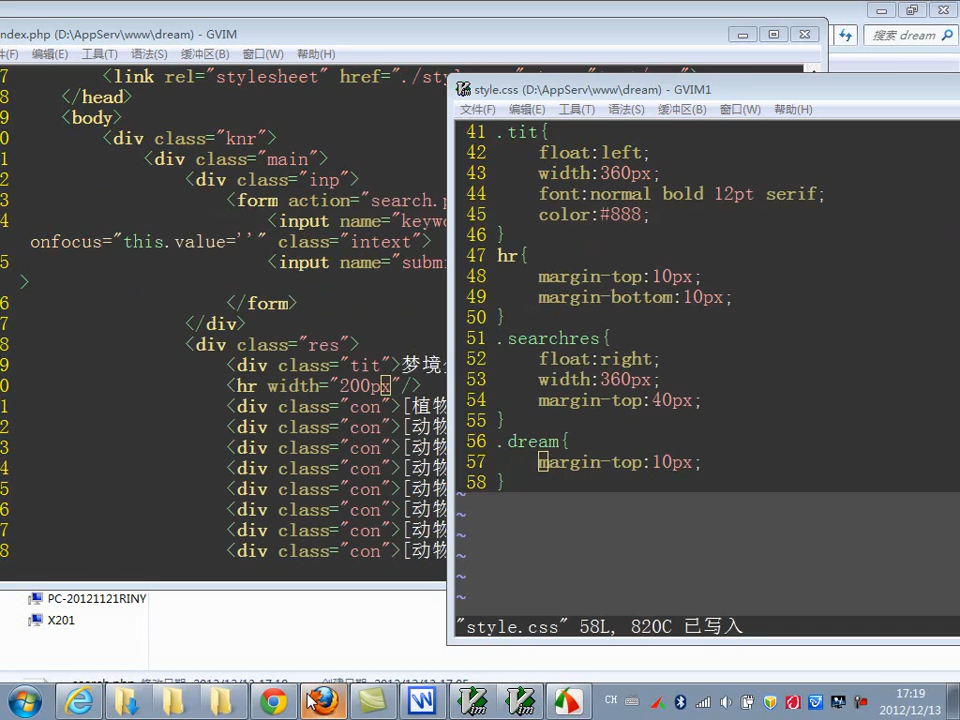 index.php (D:\AppServ\www\dream) - GVIM
搜索 dream
编辑(E) 工具(T) 语法(S) 缓冲区(B) 窗口(W) 帮助(H)
7 <link rel="stylesheet" href="./sty
8 </head>
9 <body>
0 <div class="knr">
1 <div class="main">
2 <div class="inp">
3 <form action="search.p
4 <input name="keyw
onfocus="this.value=''" class="intext">
5 <input name="subm
>
6 </form>
7 </div>
8 <div class="res">
9 <div class="tit">梦境
0 <hr width="200px"/>
1 <div class="con">[植物
2 <div class="con">[动物
3 <div class="con">[动物
4 <div class="con">[动物
5 <div class="con">[动物
6 <div class="con">[动物
7 <div class="con">[动物
8 <div class="con">[动物
style.css (D:\AppServ\www\dream) - GVIM1
文件(F) 编辑(E) 工具(T) 语法(S) 缓冲区(B) 窗口(W) 帮助(H)
41 .tit{
42 float:left;
43 width:360px;
44 font:normal bold 12pt serif;
45 color:#888;
46 }
47 hr{
48 margin-top:10px;
49 margin-bottom:10px;
50 }
51 .searchres{
52 float:right;
53 width:360px;
54 margin-top:40px;
55 }
56 .dream{
57 margin-top:10px;
58 }
~
~
~
~
~
~
"style.css" 58L, 820C 已写入
PC-20121121RINY
X201
CH
17:19
2012/12/13